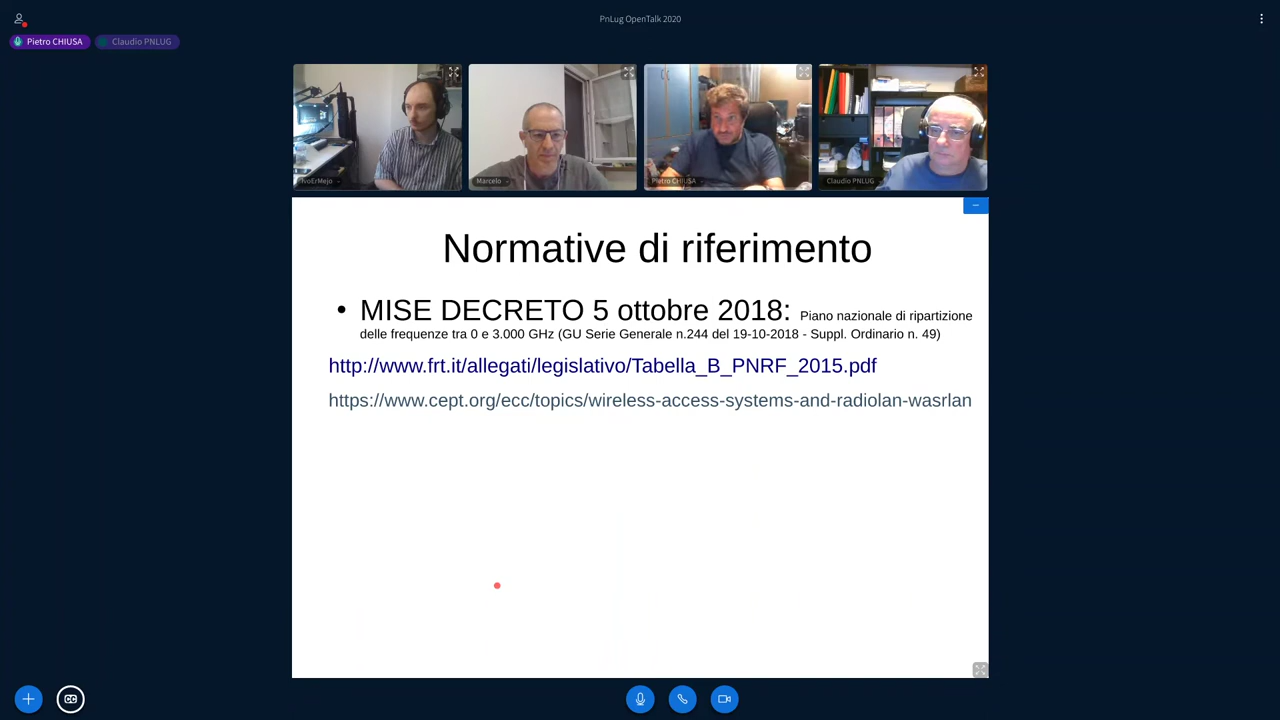 PnLug OpenTalk 2020
Pietro CHIUSA
Claudio PNLUG
IvoErMejo
Marcelo
Pietro CHIUSA
Claudio PNLUG
Normative di riferimento
• MISE DECRETO 5 ottobre 2018: Piano nazionale di ripartizione
delle frequenze tra 0 e 3.000 GHz (GU Serie Generale n.244 del 19-10-2018 - Suppl. Ordinario n. 49)
http://www.frt.it/allegati/legislativo/Tabella_B_PNRF_2015.pdf
https://www.cept.org/ecc/topics/wireless-access-systems-and-radiolan-wasrlan
CC